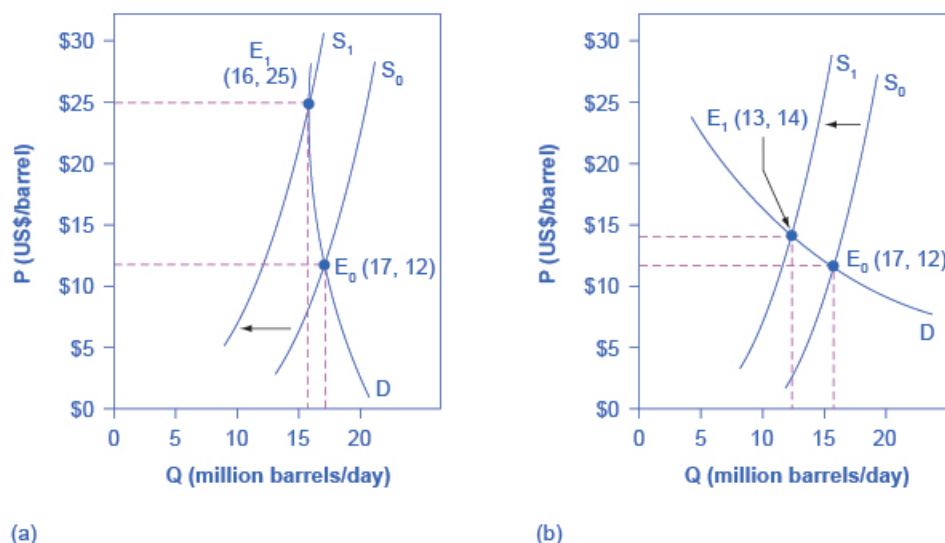 $30
$25
$20
$15
$10
$5
$0
P (US$/barrel)
E1
(16, 25)
S1
S0
E0 (17, 12)
D
0 5 10 15 20
Q (million barrels/day)
(a)
$30
$25
$20
$15
$10
$5
$0
P (US$/barrel)
S1
S0
E1 (13, 14)
E0 (17, 12)
D
0 5 10 15 20
Q (million barrels/day)
(b)